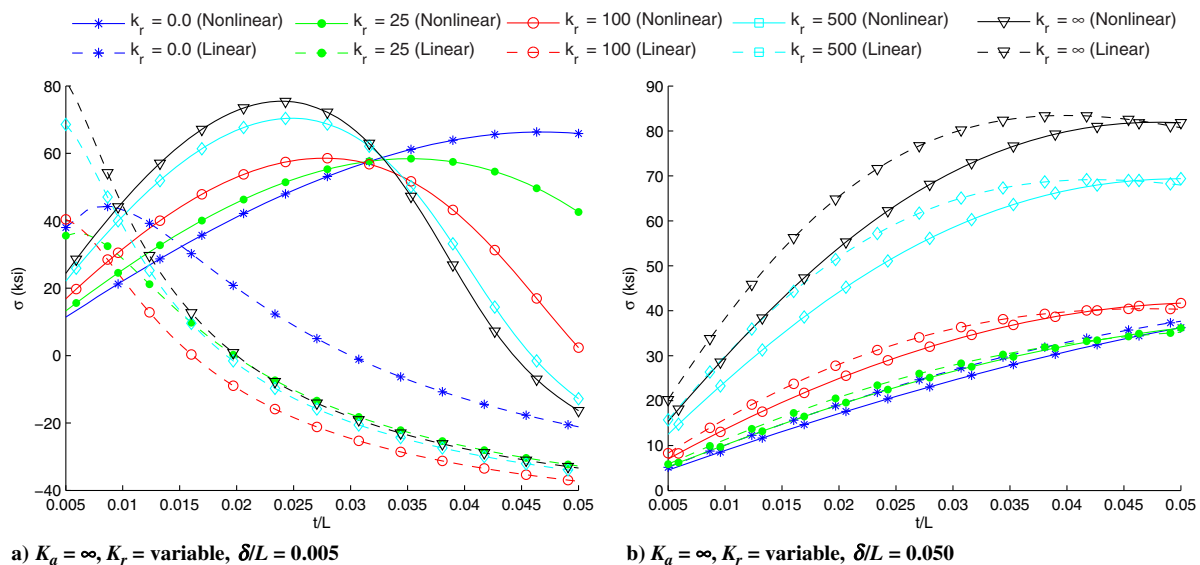 k_r = 0.0 (Nonlinear) k_r = 25 (Nonlinear) k_r = 100 (Nonlinear) k_r = 500 (Nonlinear) k_r = ∞ (Nonlinear)
k_r = 0.0 (Linear) k_r = 25 (Linear) k_r = 100 (Linear) k_r = 500 (Linear) k_r = ∞ (Linear)
80
60
40
20
0
−20
−40
σ (ksi)
0.005 0.01 0.015 0.02 0.025 0.03 0.035 0.04 0.045 0.05
t/L
a) K_a = ∞, K_r = variable, δ/L = 0.005
90
80
70
60
50
40
30
20
10
0
σ (ksi)
0.005 0.01 0.015 0.02 0.025 0.03 0.035 0.04 0.045 0.05
t/L
b) K_a = ∞, K_r = variable, δ/L = 0.050